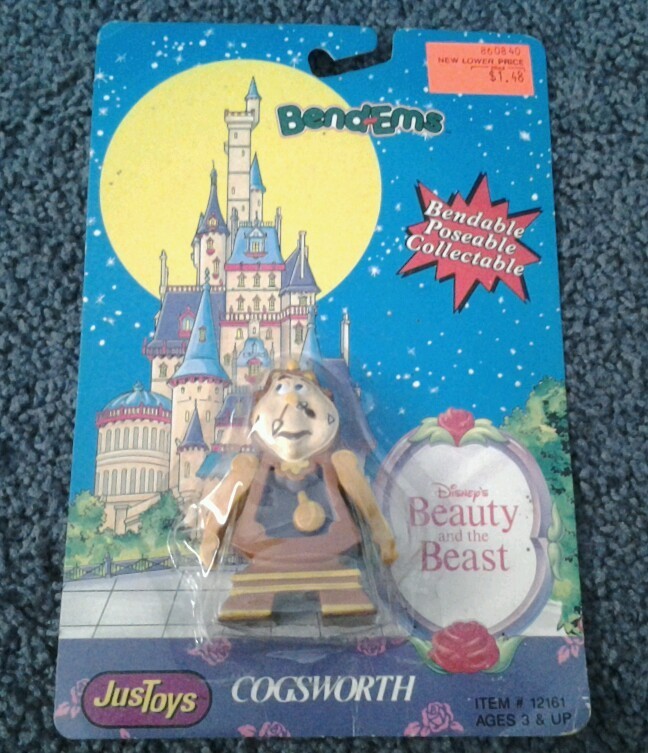 860840
NEW LOWER PRICE
$1.48
Bend-Ems
Bendable
Poseable
Collectable
Disney's
Beauty
and the
Beast
JusToys
COGSWORTH
ITEM # 12161
AGES 3 & UP